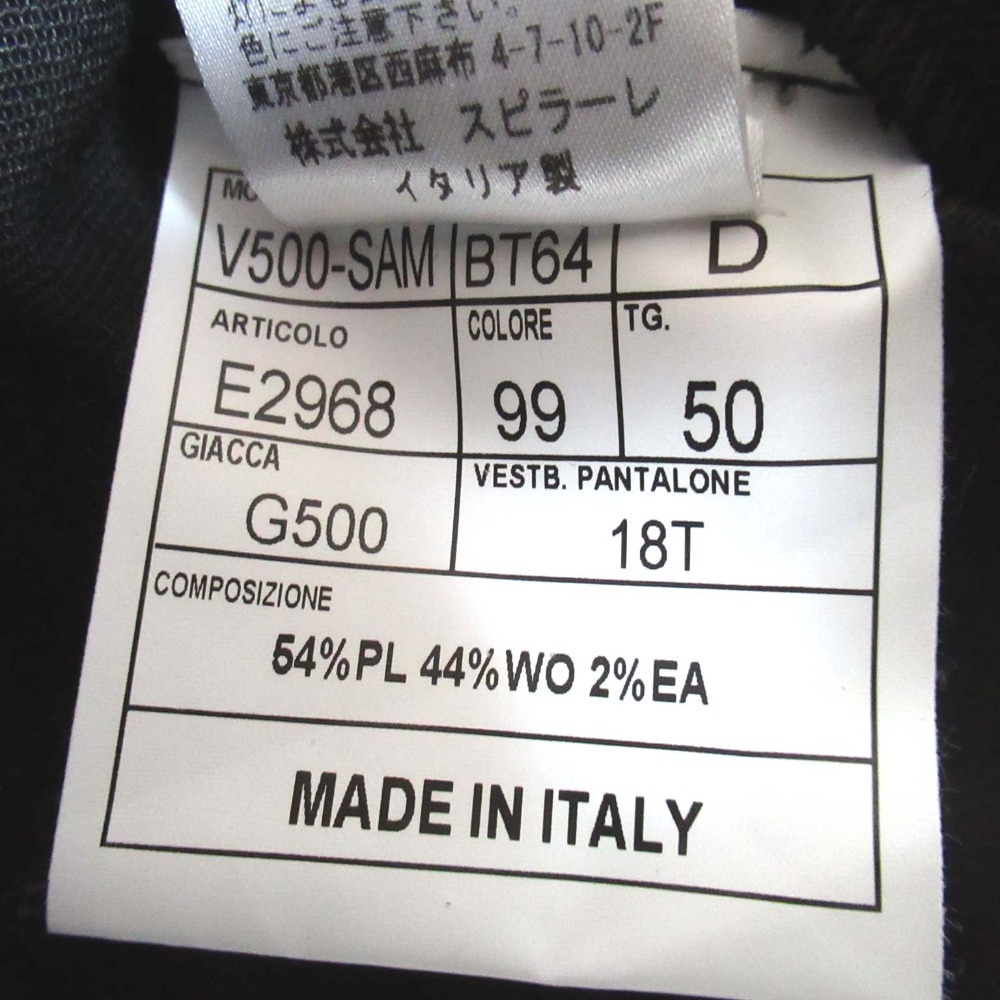 色にご注意下さい。
東京都港区西麻布 4-7-10-2F
株式会社 スピラーレ
イタリア製
V500-SAM BT64 D
ARTICOLO COLORE TG.
E2968 99 50
GIACCA VESTB. PANTALONE
G500 18T
COMPOSIZIONE
54%PL 44%WO 2%EA
MADE IN ITALY